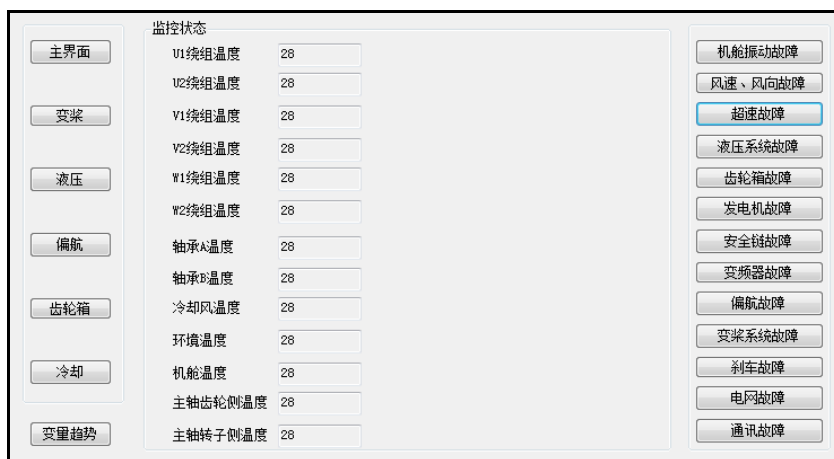 监控状态
主界面
变桨
液压
偏航
齿轮箱
冷却
变量趋势
U1绕组温度 28
U2绕组温度 28
V1绕组温度 28
V2绕组温度 28
W1绕组温度 28
W2绕组温度 28
轴承A温度 28
轴承B温度 28
冷却风温度 28
环境温度 28
机舱温度 28
主轴齿轮侧温度 28
主轴转子侧温度 28
机舱振动故障
风速、风向故障
超速故障
液压系统故障
齿轮箱故障
发电机故障
安全链故障
变频器故障
偏航故障
变桨系统故障
刹车故障
电网故障
通讯故障